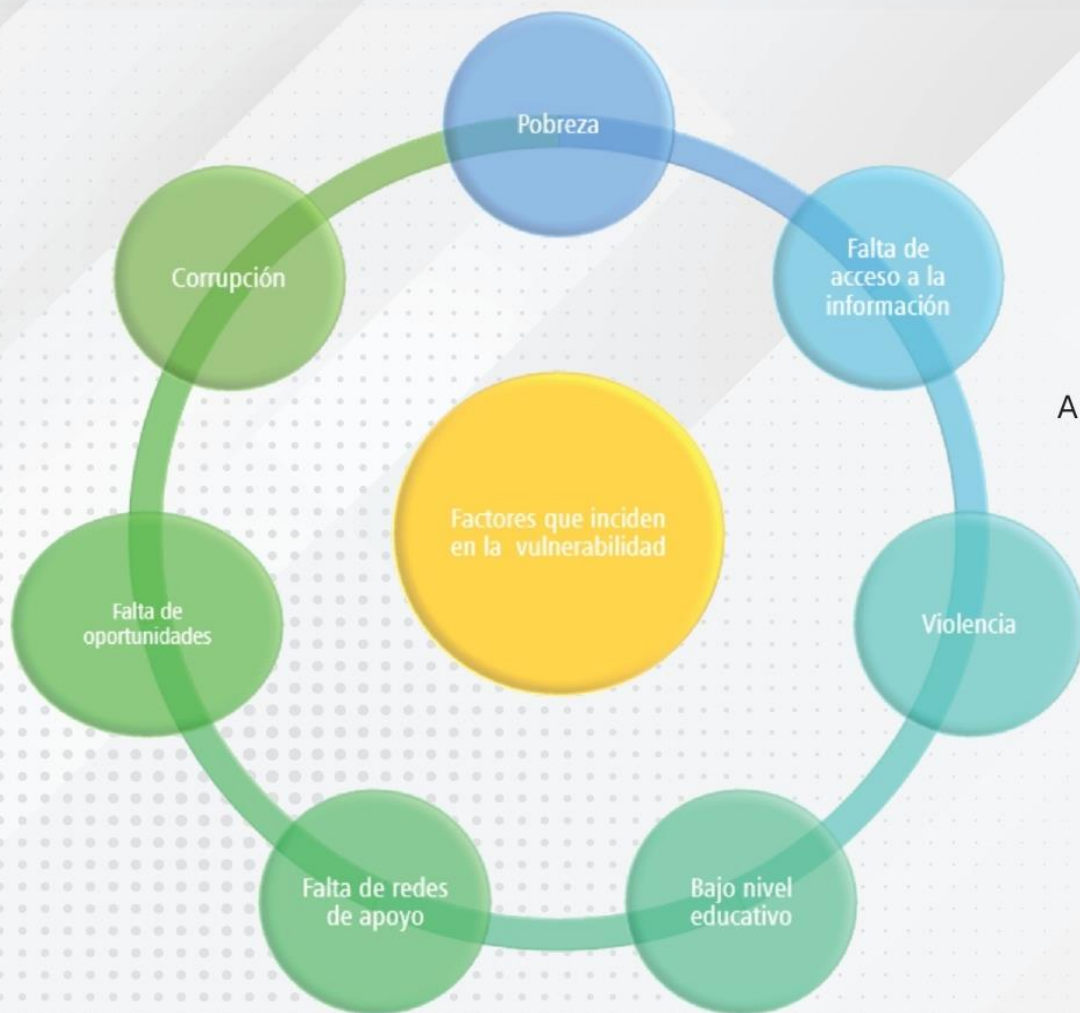 Pobreza
Falta de
acceso a la
información
Violencia
Bajo nivel
educativo
Falta de redes
de apoyo
Falta de
oportunidades
Corrupción
Factores que inciden
en la vulnerabilidad
A